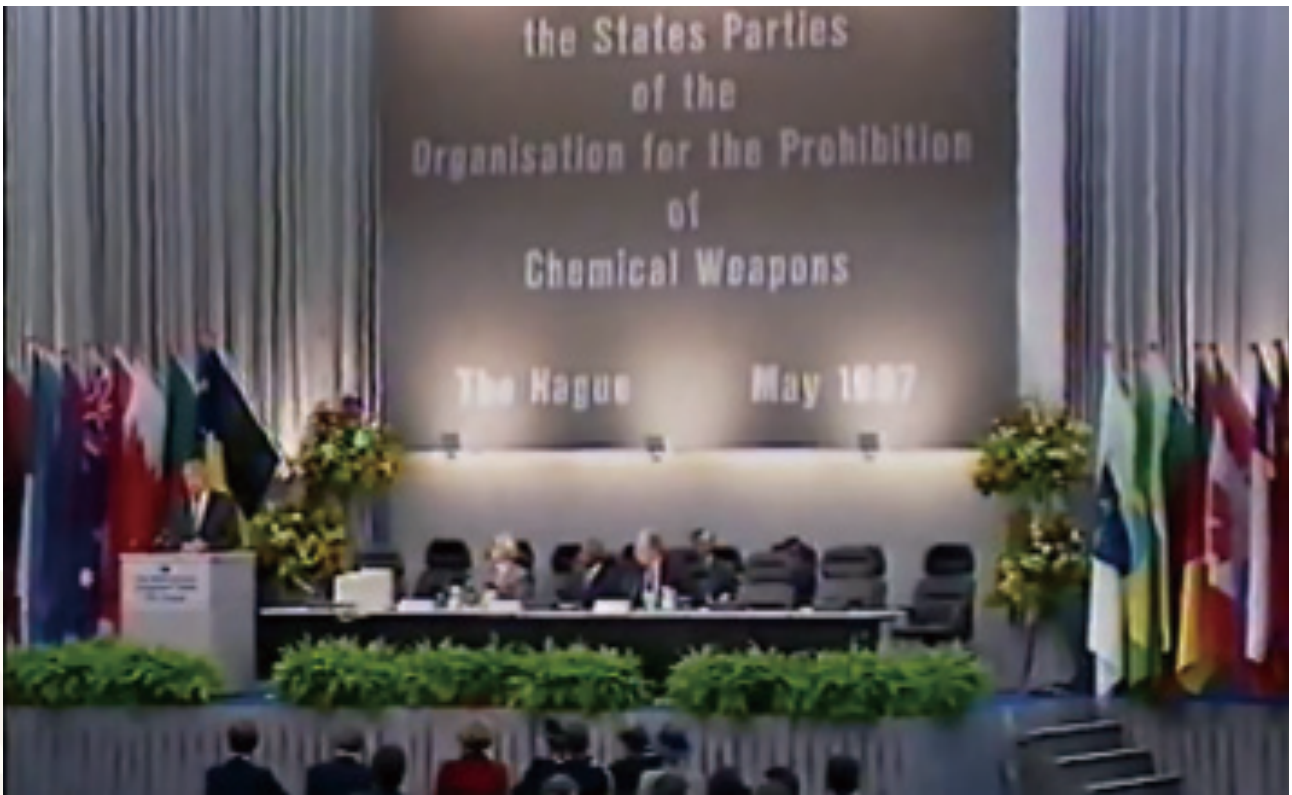 the States Parties
of the
Organisation for the Prohibition
of
Chemical Weapons
The Hague May 1997